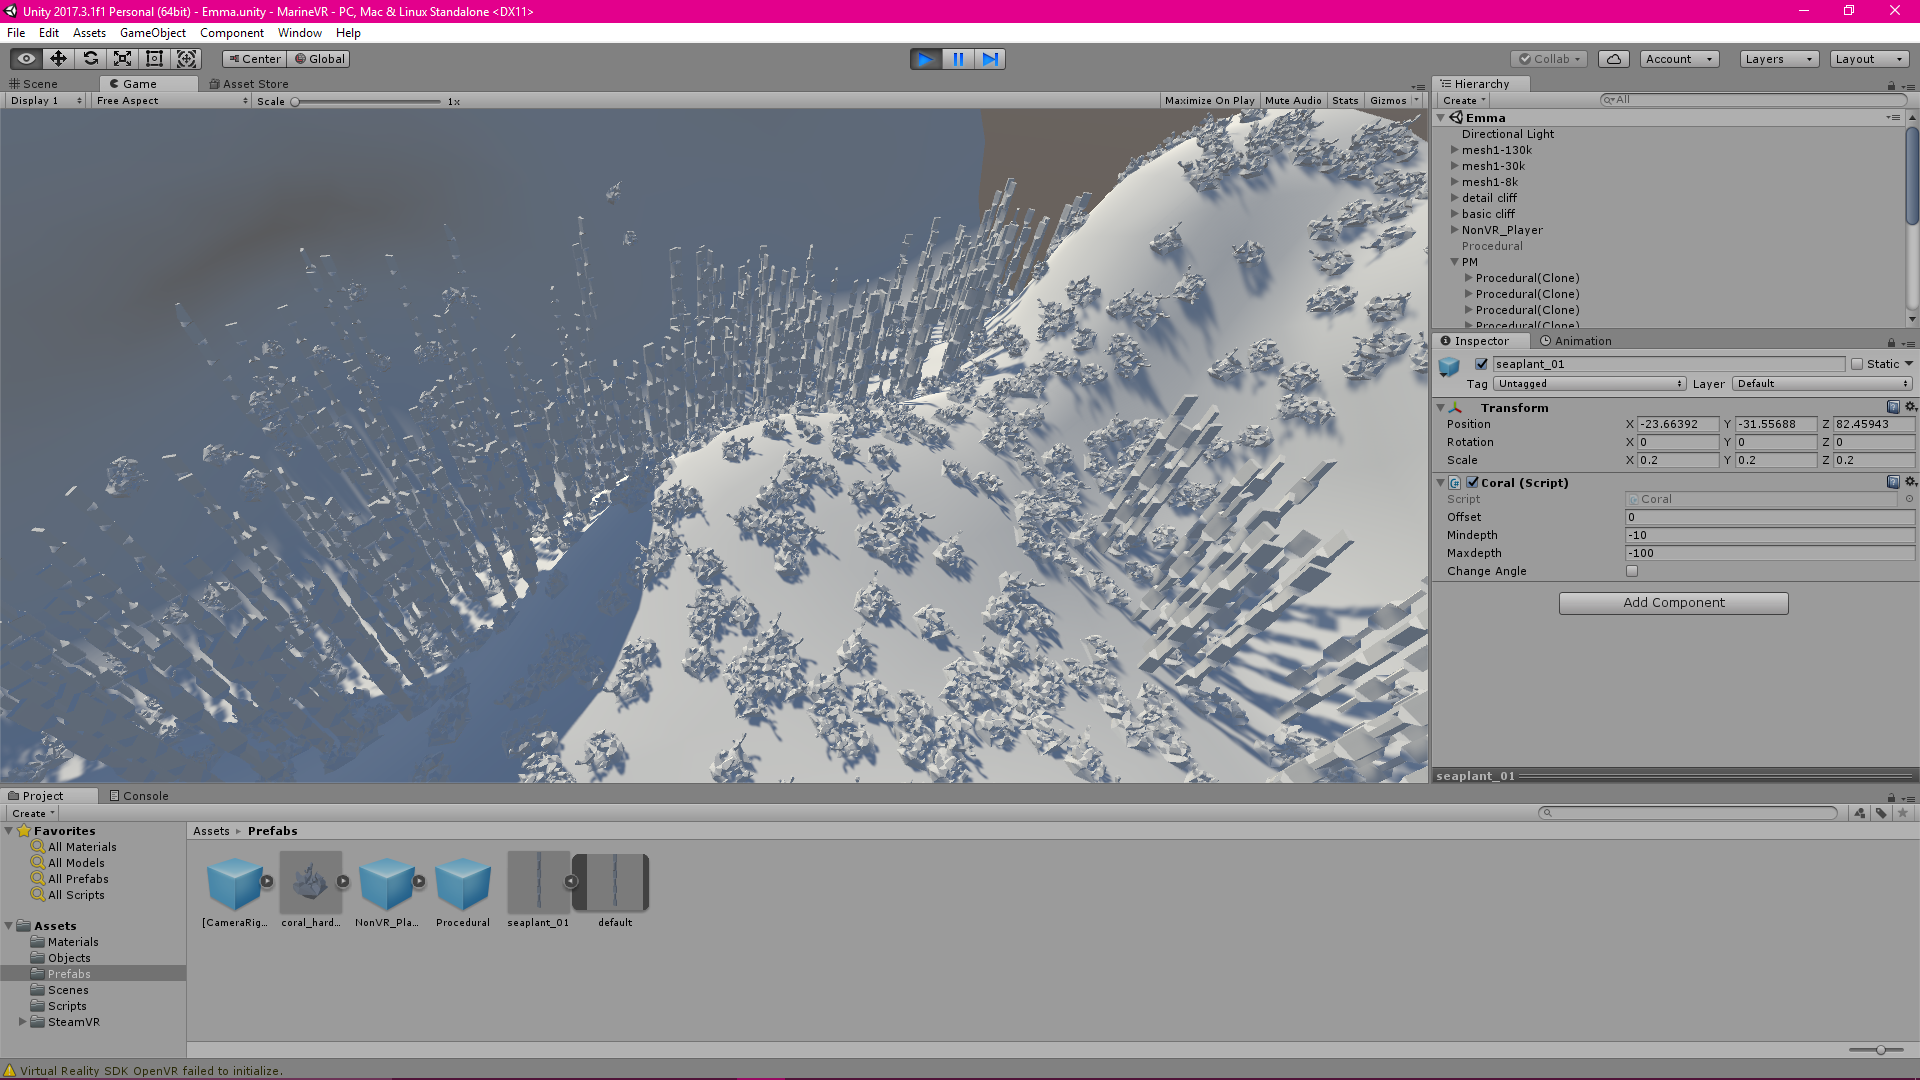 Unity 2017.3.1f1 Personal (64bit) - Emma.unity - MarineVR - PC, Mac & Linux Standalone <DX11>
File Edit Assets GameObject Component Window Help
Center Global Collab Account Layers Layout
Scene Game Asset Store
Display 1 Free Aspect Scale 1x Maximize On Play Mute Audio Stats Gizmos
Hierarchy
Create All
Emma
Directional Light
mesh1-130k
mesh1-30k
mesh1-8k
detail cliff
basic cliff
NonVR_Player
Procedural
PM
Procedural(Clone)
Procedural(Clone)
Procedural(Clone)
Procedural(Clone)
Inspector Animation
seaplant_01 Static
Tag Untagged Layer Default
Transform
Position X -23.66392 Y -31.55688 Z 82.45943
Rotation X 0 Y 0 Z 0
Scale X 0.2 Y 0.2 Z 0.2
Coral (Script)
Script Coral
Offset 0
Mindepth -10
Maxdepth -100
Change Angle
Add Component
seaplant_01
Project Console
Create
Favorites
All Materials
All Models
All Prefabs
All Scripts
Assets
Materials
Objects
Prefabs
Scenes
Scripts
SteamVR
Assets Prefabs
[CameraRig... coral_hard... NonVR_Pla... Procedural seaplant_01 default
Virtual Reality SDK OpenVR failed to initialize.